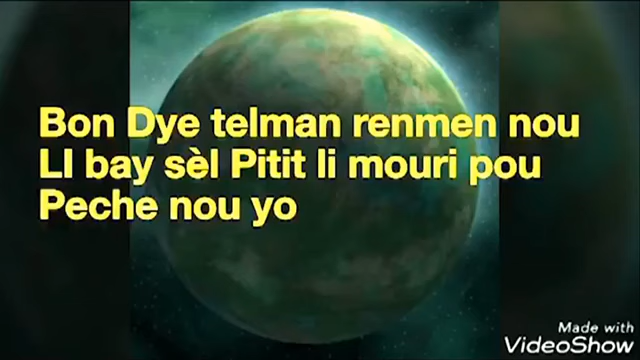 Bon Dye telman renmen nou
LI bay sèl Pitit li mouri pou
Peche nou yo
Made with
VideoShow